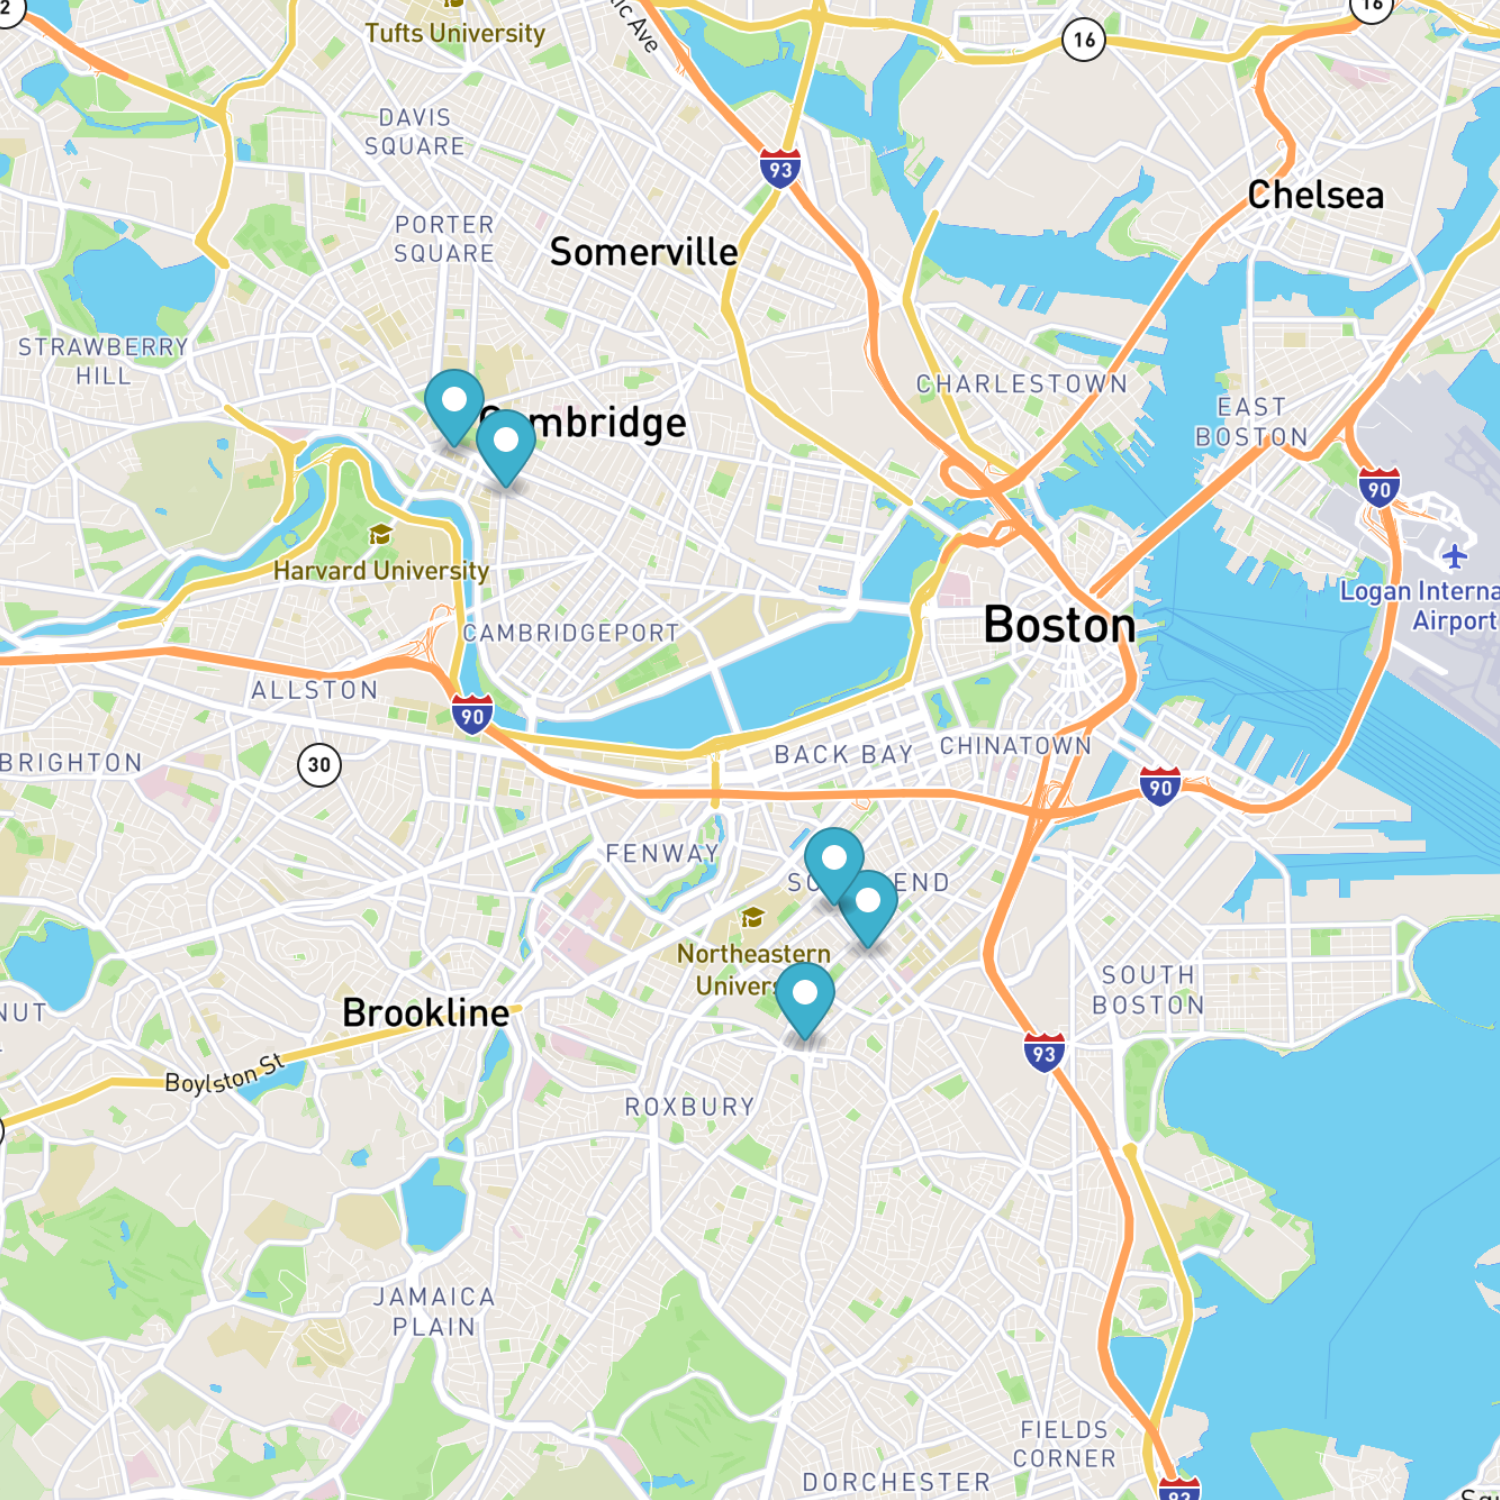 2
Tufts University
ic Ave
16
16
DAVIS
SQUARE
93
Chelsea
PORTER
SQUARE
Somerville
STRAWBERRY
HILL
CHARLESTOWN
EAST
BOSTON
mbridge
90
Harvard University
Logan Interna
Airport
Boston
CAMBRIDGEPORT
ALLSTON
90
BRIGHTON
30
BACK BAY
CHINATOWN
90
FENWAY
SO
END
Northeastern
Univers
SOUTH
BOSTON
NUT
Brookline
93
Boylston St
ROXBURY
JAMAICA
PLAIN
FIELDS
CORNER
DORCHESTER
93